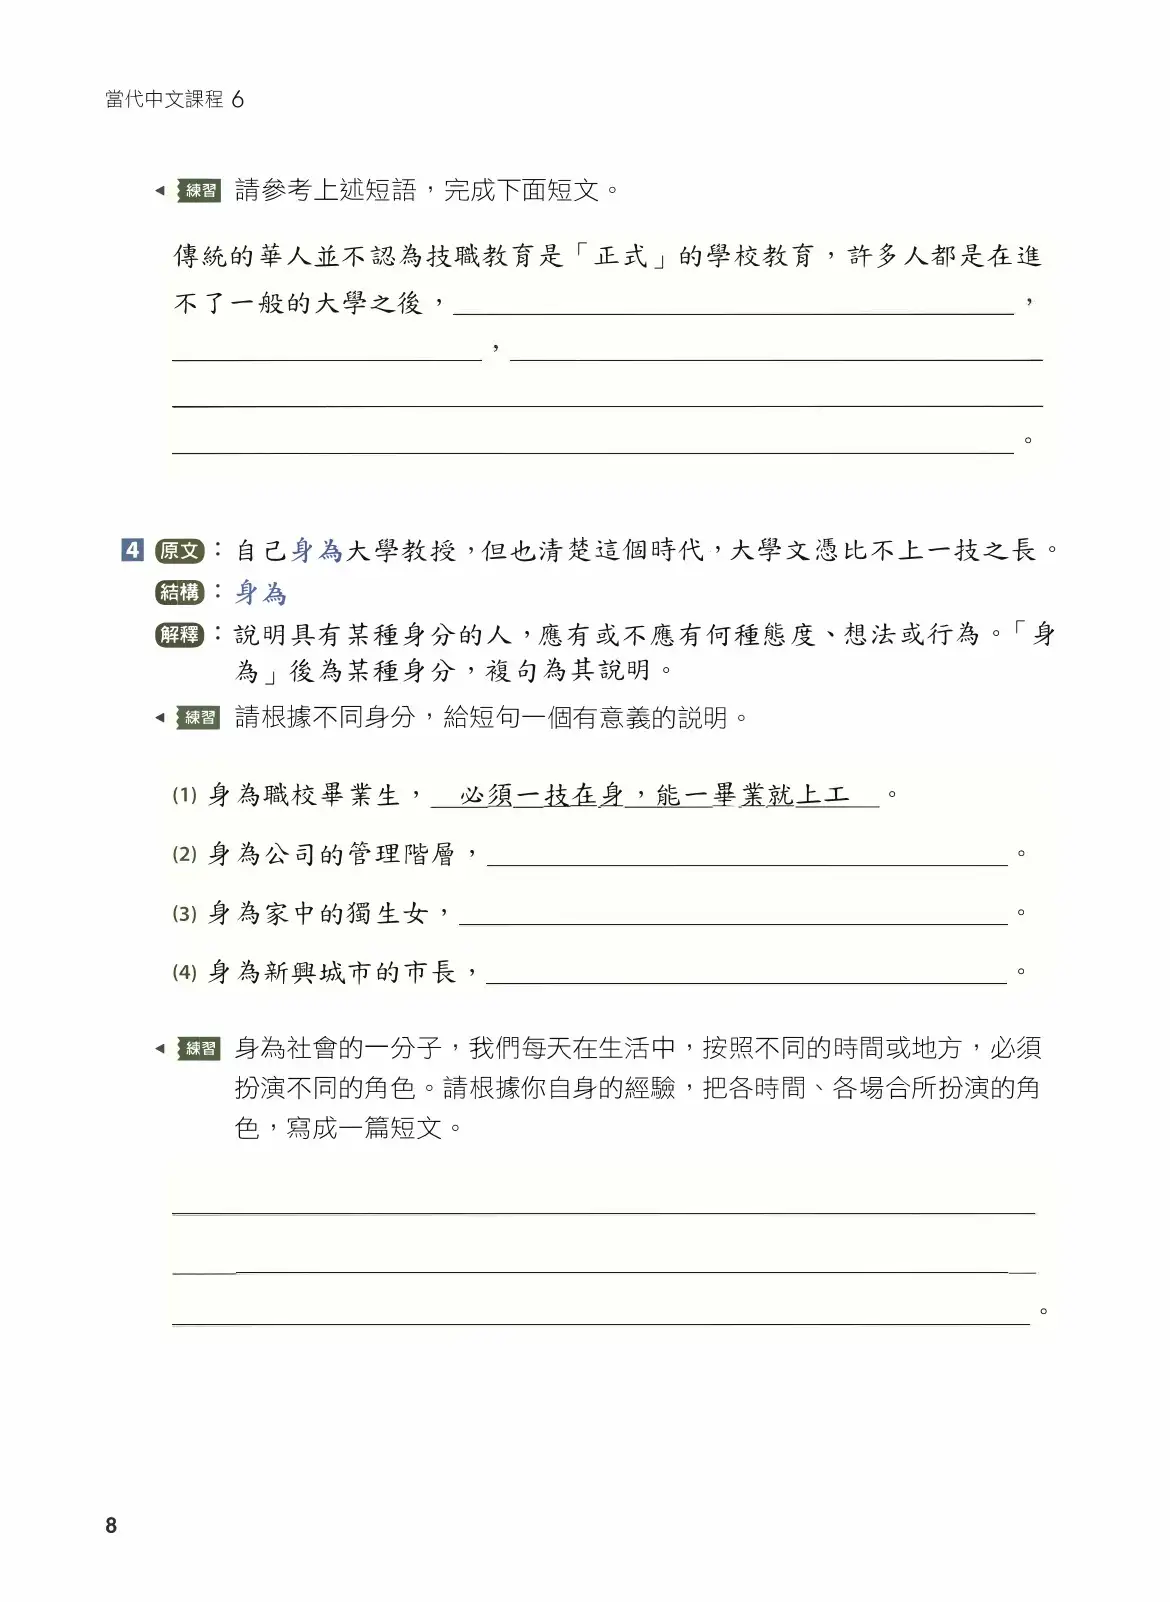 當代中文課程 6
練習 請參考上述短語，完成下面短文。
傳統的華人並不認為技職教育是「正式」的學校教育，許多人都是在進
不了一般的大學之後，，
，
。
4 原文：自己身為大學教授，但也清楚這個時代，大學文憑比不上一技之長。
結構：身為
解釋：說明具有某種身分的人，應有或不應有何種態度、想法或行為。「身
為」後為某種身分，複句為其說明。
練習 請根據不同身分，給短句一個有意義的說明。
(1) 身為職校畢業生，必須一技在身，能一畢業就上工。
(2) 身為公司的管理階層，。
(3) 身為家中的獨生女，。
(4) 身為新興城市的市長，。
練習 身為社會的一分子，我們每天在生活中，按照不同的時間或地方，必須
扮演不同的角色。請根據你自身的經驗，把各時間、各場合所扮演的角
色，寫成一篇短文。
。
8